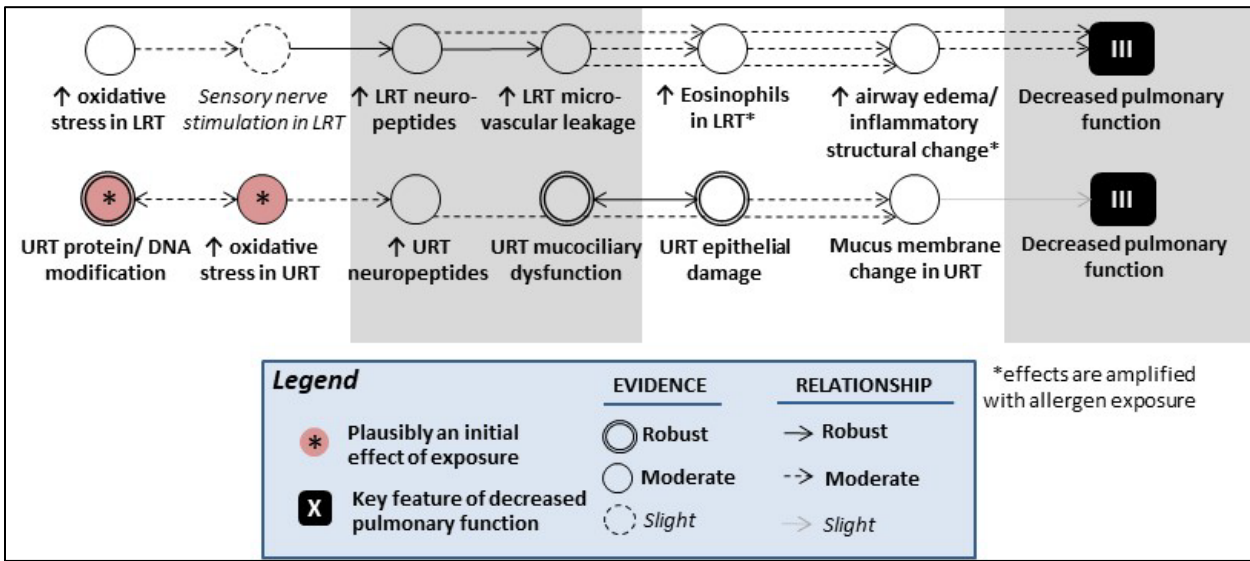 III
↑ oxidative
stress in LRT
Sensory nerve
stimulation in LRT
↑ LRT neuro-
peptides
↑ LRT micro-
vascular leakage
↑ Eosinophils
in LRT*
↑ airway edema/
inflammatory
structural change*
Decreased pulmonary
function
*
*
III
URT protein/ DNA
modification
↑ oxidative
stress in URT
↑ URT
neuropeptides
URT mucociliary
dysfunction
URT epithelial
damage
Mucus membrane
change in URT
Decreased pulmonary
function
Legend
* Plausibly an initial
effect of exposure
X Key feature of decreased
pulmonary function
EVIDENCE
Robust
Moderate
Slight
RELATIONSHIP
Robust
Moderate
Slight
*effects are amplified
with allergen exposure